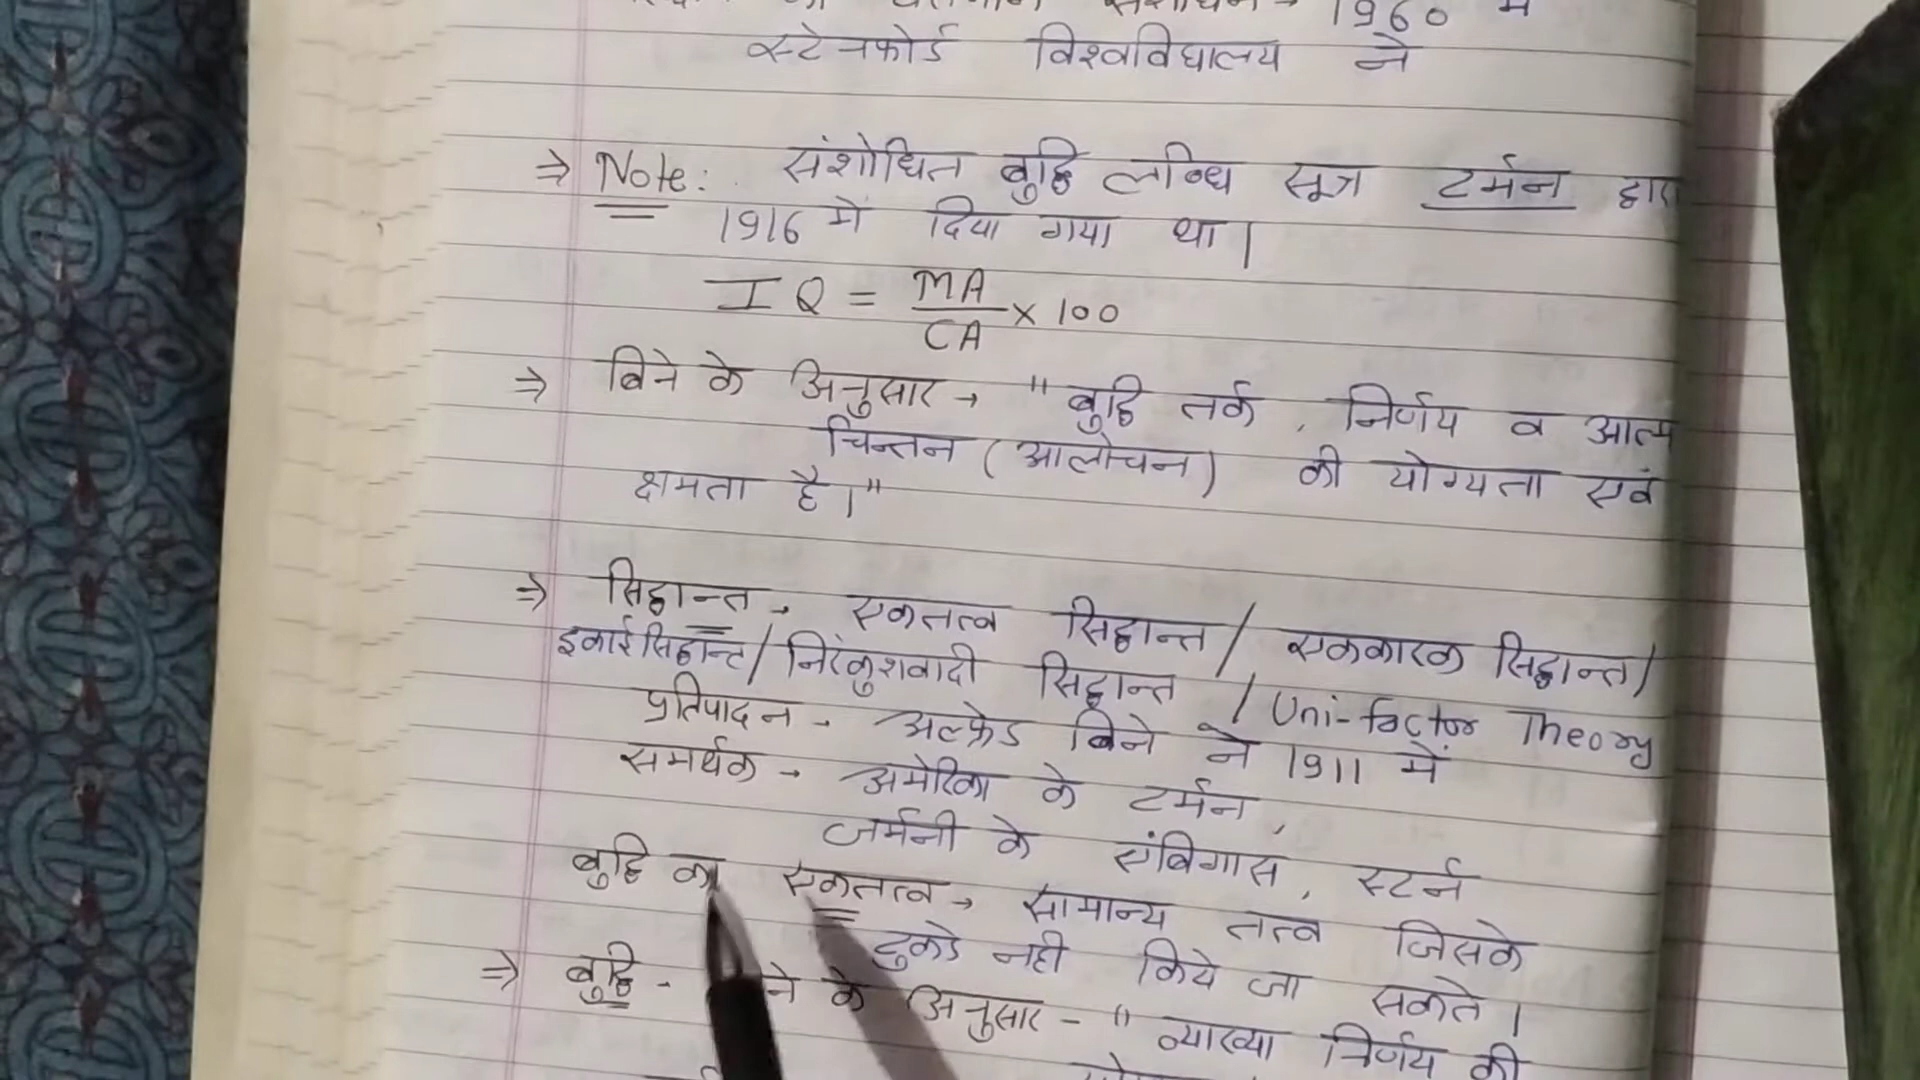 संशोधन → 1960 में
स्टेनफोर्ड विश्वविद्यालय ने
⇒ Note: संशोधित बुद्धि लब्धि सूत्र टर्मन द्वारा
1916 में दिया गया था।
IQ = MA/CA × 100
⇒ बिने के अनुसार → "बुद्धि तर्क, निर्णय व आत्म
चिन्तन (आलोचन) की योग्यता एवं
क्षमता है।"
⇒ सिद्धान्त → एकतत्व सिद्धान्त / एककारक सिद्धान्त/
इकाई सिद्धान्त/ निरंकुशवादी सिद्धान्त / Uni-factor Theory
प्रतिपादन - अल्फ्रेड बिने ने 1911 में
समर्थक → अमेरिका के टर्मन,
जर्मनी के एंबिगास, स्टर्न
बुद्धि का एकतत्व → सामान्य तत्व जिसके
टुकडे नही किये जा सकते।
⇒ बुद्धि - ने के अनुसार - " व्याख्या निर्णय की